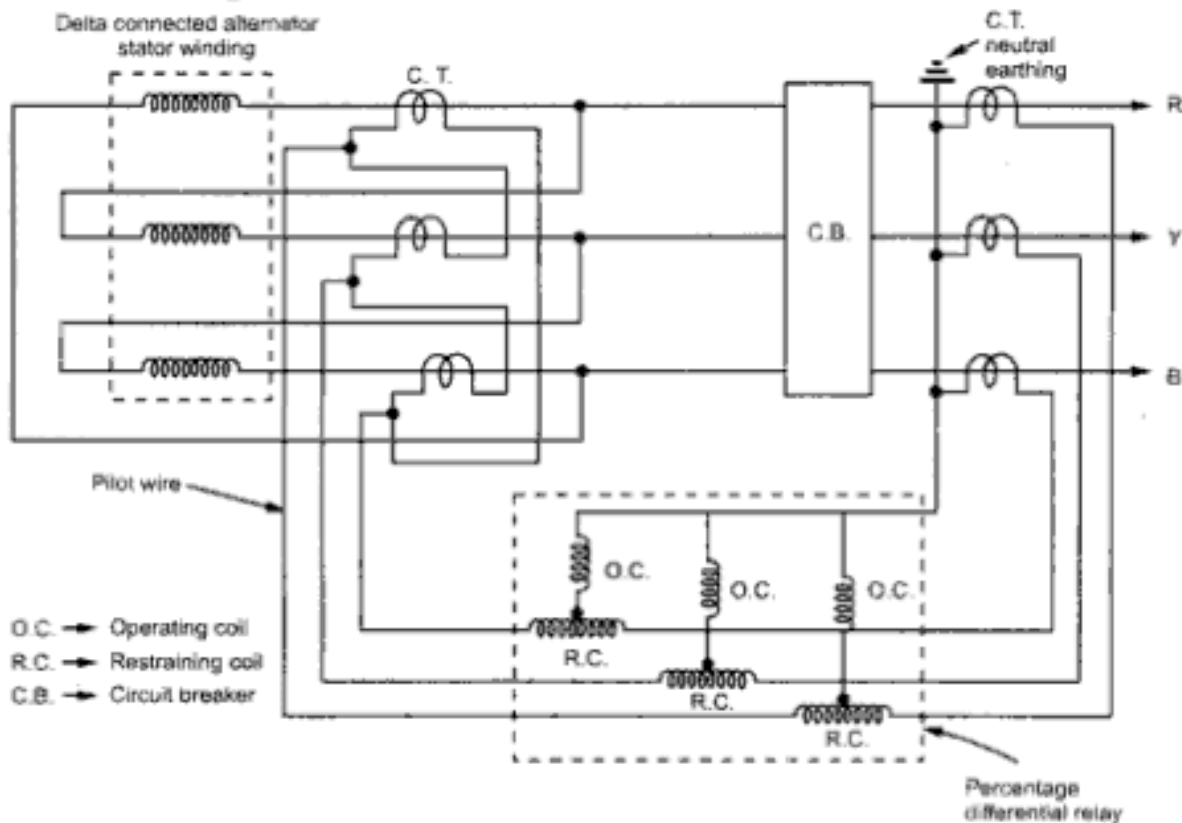 Delta connected alternator
stator winding
C. T.
C.T.
neutral
earthing
R
C.B.
Y
B
Pilot wire
O.C.
O.C.
O.C.
O.C. → Operating coil
R.C.
R.C. → Restraining coil
R.C.
C.B. → Circuit breaker
R.C.
Percentage
differential relay